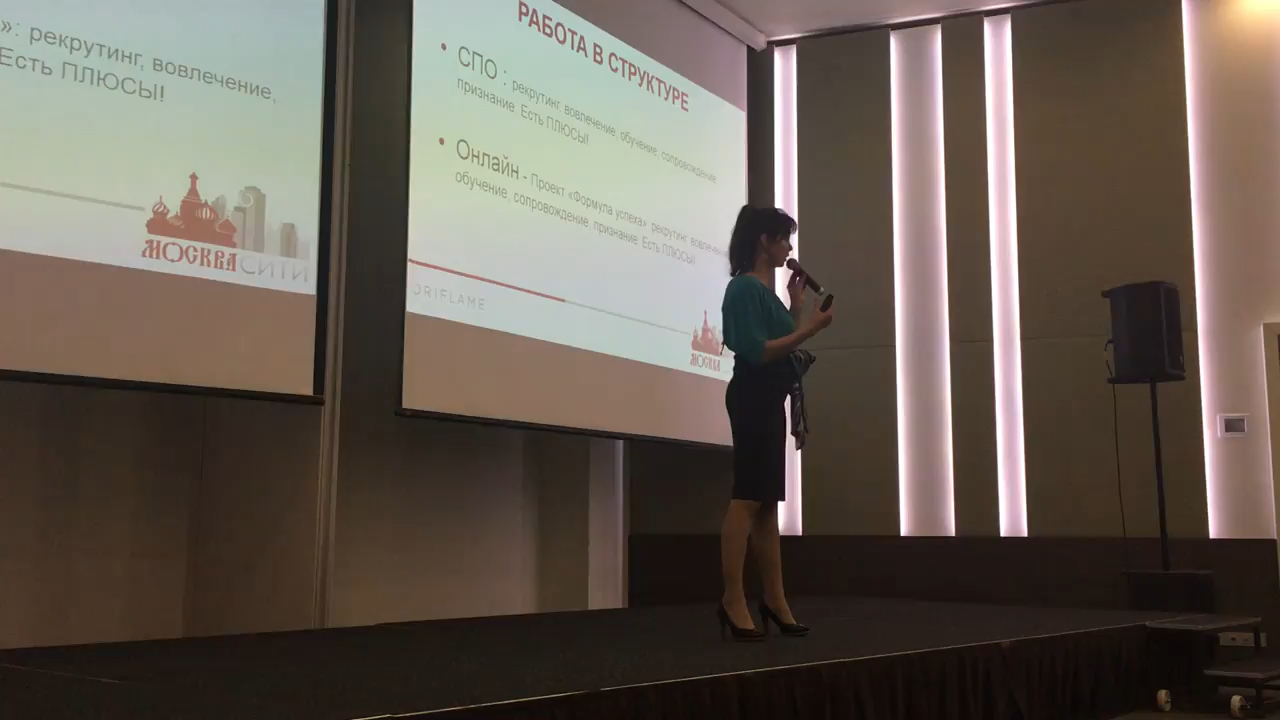 »: рекрутинг, вовлечение,
Есть ПЛЮСЫ!
МОСКВА СИТИ
РАБОТА В СТРУКТУРЕ
• СПО : рекрутинг, вовлечение, обучение, сопровождение,
признание. Есть ПЛЮСЫ!
• Онлайн - Проект «Формула успеха» рекрутинг, вовлечение
обучение, сопровождение, признание. Есть ПЛЮСЫ!
ORIFLAME
МОСКВА